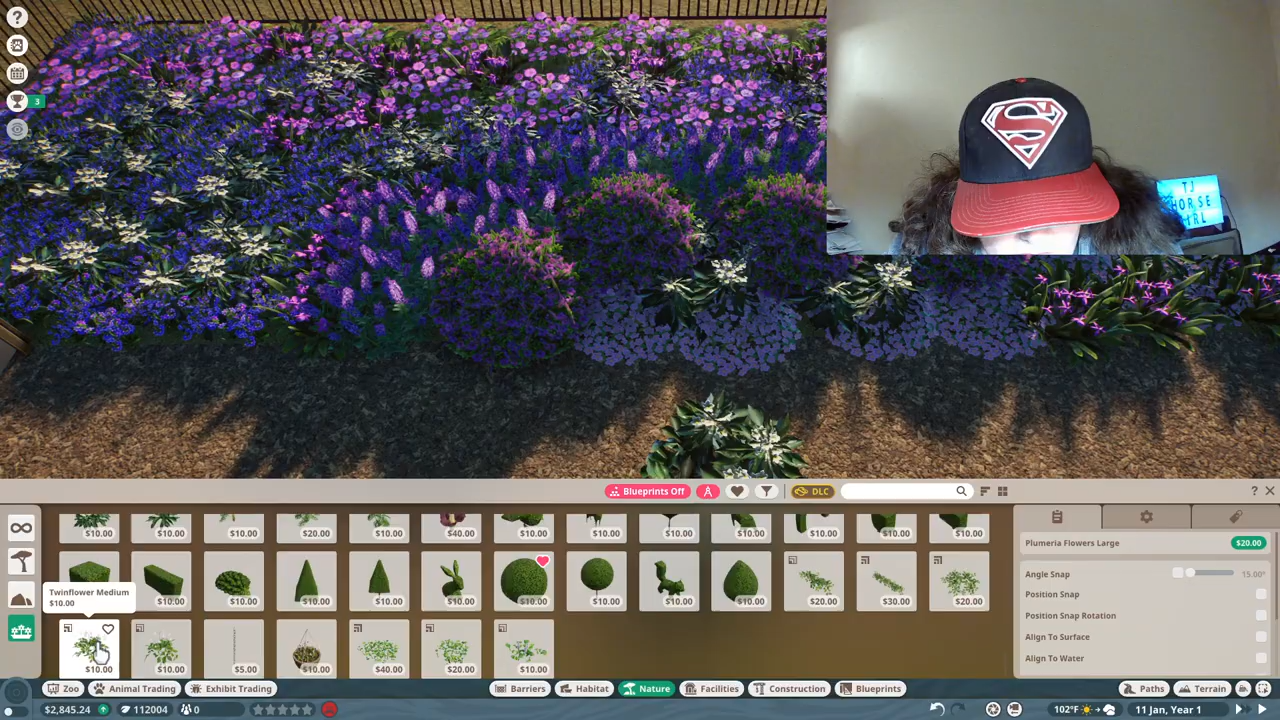 ?
3
TJ
HORSE
GIRL
Blueprints Off
DLC
? ✕
$10.00 $10.00 $10.00 $20.00 $10.00 $40.00 $10.00 $10.00 $10.00 $10.00 $10.00 $10.00 $10.00
Plumeria Flowers Large $20.00
Angle Snap 15.00°
Position Snap
Position Snap Rotation
Align To Surface
Align To Water
Twinflower Medium
$10.00
$10.00 $10.00 $10.00 $10.00 $10.00 $10.00 $10.00 $10.00 $10.00 $20.00 $30.00 $20.00
$10.00 $10.00 $5.00 $10.00 $40.00 $20.00 $10.00
Zoo Animal Trading Exhibit Trading Barriers Habitat Nature Facilities Construction Blueprints Paths Terrain
$2,845.24 112004 0 102°F 11 Jan, Year 1